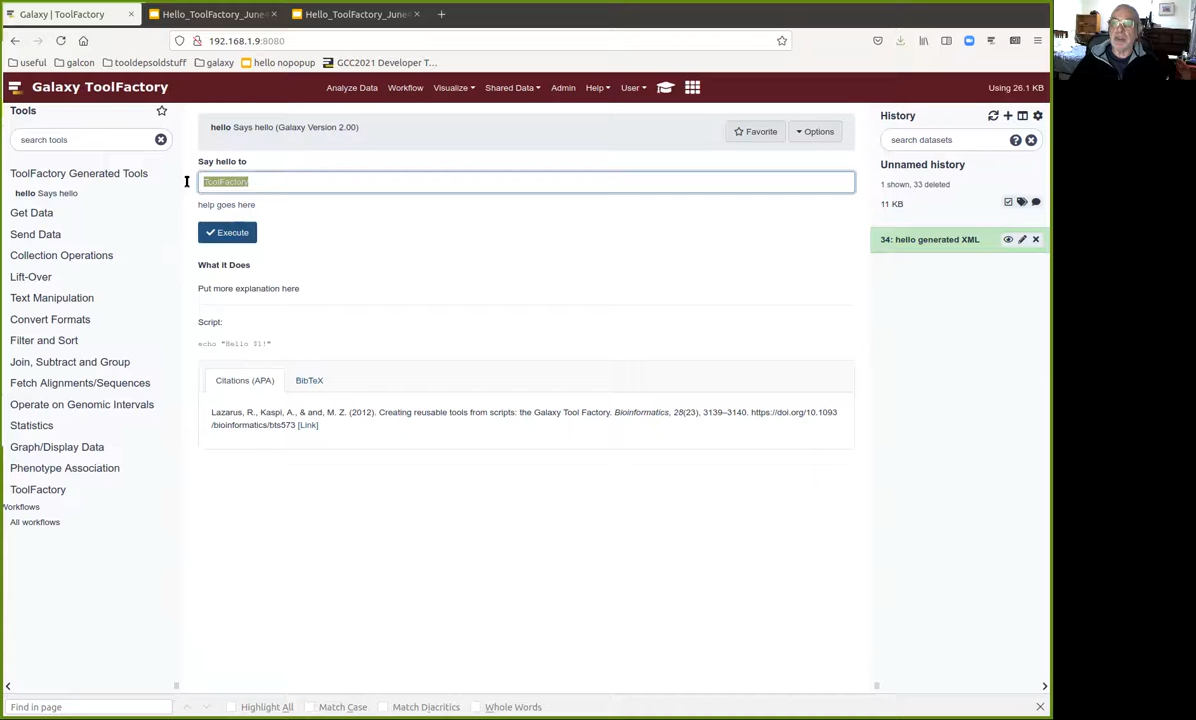 Galaxy | ToolFactory
Hello_ToolFactory_June
Hello_ToolFactory_June
192.168.1.9:8080
useful
galcon
tooldepsoldstuff
galaxy
hello nopopup
GCC2021 Developer T...
Galaxy ToolFactory
Analyze Data
Workflow
Visualize
Shared Data
Admin
Help
User
Using 26.1 KB
Tools
search tools
ToolFactory Generated Tools
hello Says hello
Get Data
Send Data
Collection Operations
Lift-Over
Text Manipulation
Convert Formats
Filter and Sort
Join, Subtract and Group
Fetch Alignments/Sequences
Operate on Genomic Intervals
Statistics
Graph/Display Data
Phenotype Association
ToolFactory
Workflows
All workflows
hello Says hello (Galaxy Version 2.00)
Favorite
Options
Say hello to
ToolFactory
help goes here
Execute
What it Does
Put more explanation here
Script:
echo "Hello $1!"
Citations (APA)
BibTeX
Lazarus, R., Kaspi, A., & and, M. Z. (2012). Creating reusable tools from scripts: the Galaxy Tool Factory. Bioinformatics, 28(23), 3139–3140. https://doi.org/10.1093
/bioinformatics/bts573 [Link]
History
search datasets
Unnamed history
1 shown, 33 deleted
11 KB
34: hello generated XML
Find in page
Highlight All
Match Case
Match Diacritics
Whole Words